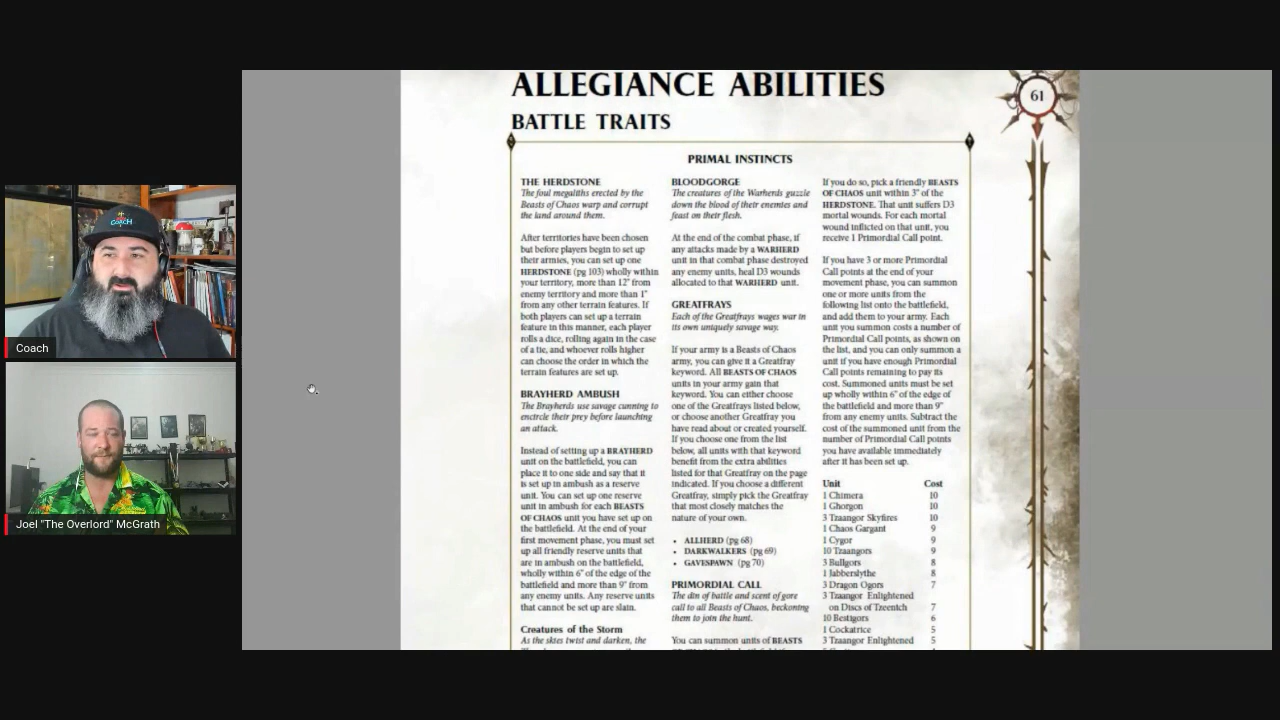 ALLEGIANCE ABILITIES
61
BATTLE TRAITS
PRIMAL INSTINCTS
THE HERDSTONE
The foul megaliths erected by the
Beasts of Chaos warp and corrupt
the land around them.
After territories have been chosen
but before players begin to set up
their armies, you can set up one
HERDSTONE (pg 103) wholly within
your territory, more than 12" from
enemy territory and more than 1"
from any other terrain features. If
both players can set up a terrain
feature in this manner, each player
rolls a dice, rolling again in the case
of a tie, and whoever rolls higher
can choose the order in which the
terrain features are set up.
BRAYHERD AMBUSH
The Brayherds use savage cunning to
encircle their prey before launching
an attack.
Instead of setting up a BRAYHERD
unit on the battlefield, you can
place it to one side and say that it
is set up in ambush as a reserve
unit. You can set up one reserve
unit in ambush for each BEASTS
OF CHAOS unit you have set up on
the battlefield. At the end of your
first movement phase, you must set
up all friendly reserve units that
are in ambush on the battlefield,
wholly within 6" of the edge of the
battlefield and more than 9" from
any enemy units. Any reserve units
that cannot be set up are slain.
Creatures of the Storm
As the skies twist and darken, the
BLOODGORGE
The creatures of the Warherds guzzle
down the blood of their enemies and
feast on their flesh.
At the end of the combat phase, if
any attacks made by a WARHERD
unit in that combat phase destroyed
any enemy units, heal D3 wounds
allocated to that WARHERD unit.
GREATFRAYS
Each of the Greatfrays wages war in
its own uniquely savage way.
If your army is a Beasts of Chaos
army, you can give it a Greatfray
keyword. All BEASTS OF CHAOS
units in your army gain that
keyword. You can either choose
one of the Greatfrays listed below,
or choose another Greatfray you
have read about or created yourself.
If you choose one from the list
below, all units with that keyword
benefit from the extra abilities
listed for that Greatfray on the page
indicated. If you choose a different
Greatfray, simply pick the Greatfray
that most closely matches the
nature of your own.
• ALLHERD (pg 68)
• DARKWALKERS (pg 69)
• GAVESPAWN (pg 70)
PRIMORDIAL CALL
The din of battle and scent of gore
call to all Beasts of Chaos, beckoning
them to join the hunt.
You can summon units of BEASTS
If you do so, pick a friendly BEASTS
OF CHAOS unit within 3" of the
HERDSTONE. That unit suffers D3
mortal wounds. For each mortal
wound inflicted on that unit, you
receive 1 Primordial Call point.
If you have 3 or more Primordial
Call points at the end of your
movement phase, you can summon
one or more units from the
following list onto the battlefield,
and add them to your army. Each
unit you summon costs a number of
Primordial Call points, as shown on
the list, and you can only summon a
unit if you have enough Primordial
Call points remaining to pay its
cost. Summoned units must be set
up wholly within 6" of the edge of
the battlefield and more than 9"
from any enemy units. Subtract the
cost of the summoned unit from the
number of Primordial Call points
you have available immediately
after it has been set up.
Unit Cost
1 Chimera 10
1 Ghorgon 10
3 Tzaangor Skyfires 10
1 Chaos Gargant 9
1 Cygor 9
10 Tzaangors 9
3 Bullgors 8
1 Jabberslythe 8
3 Dragon Ogors 7
3 Tzaangor Enlightened
on Discs of Tzeentch 7
10 Bestigors 6
1 Cockatrice 5
3 Tzaangor Enlightened 5
COACH
Coach
Joel "The Overlord" McGrath